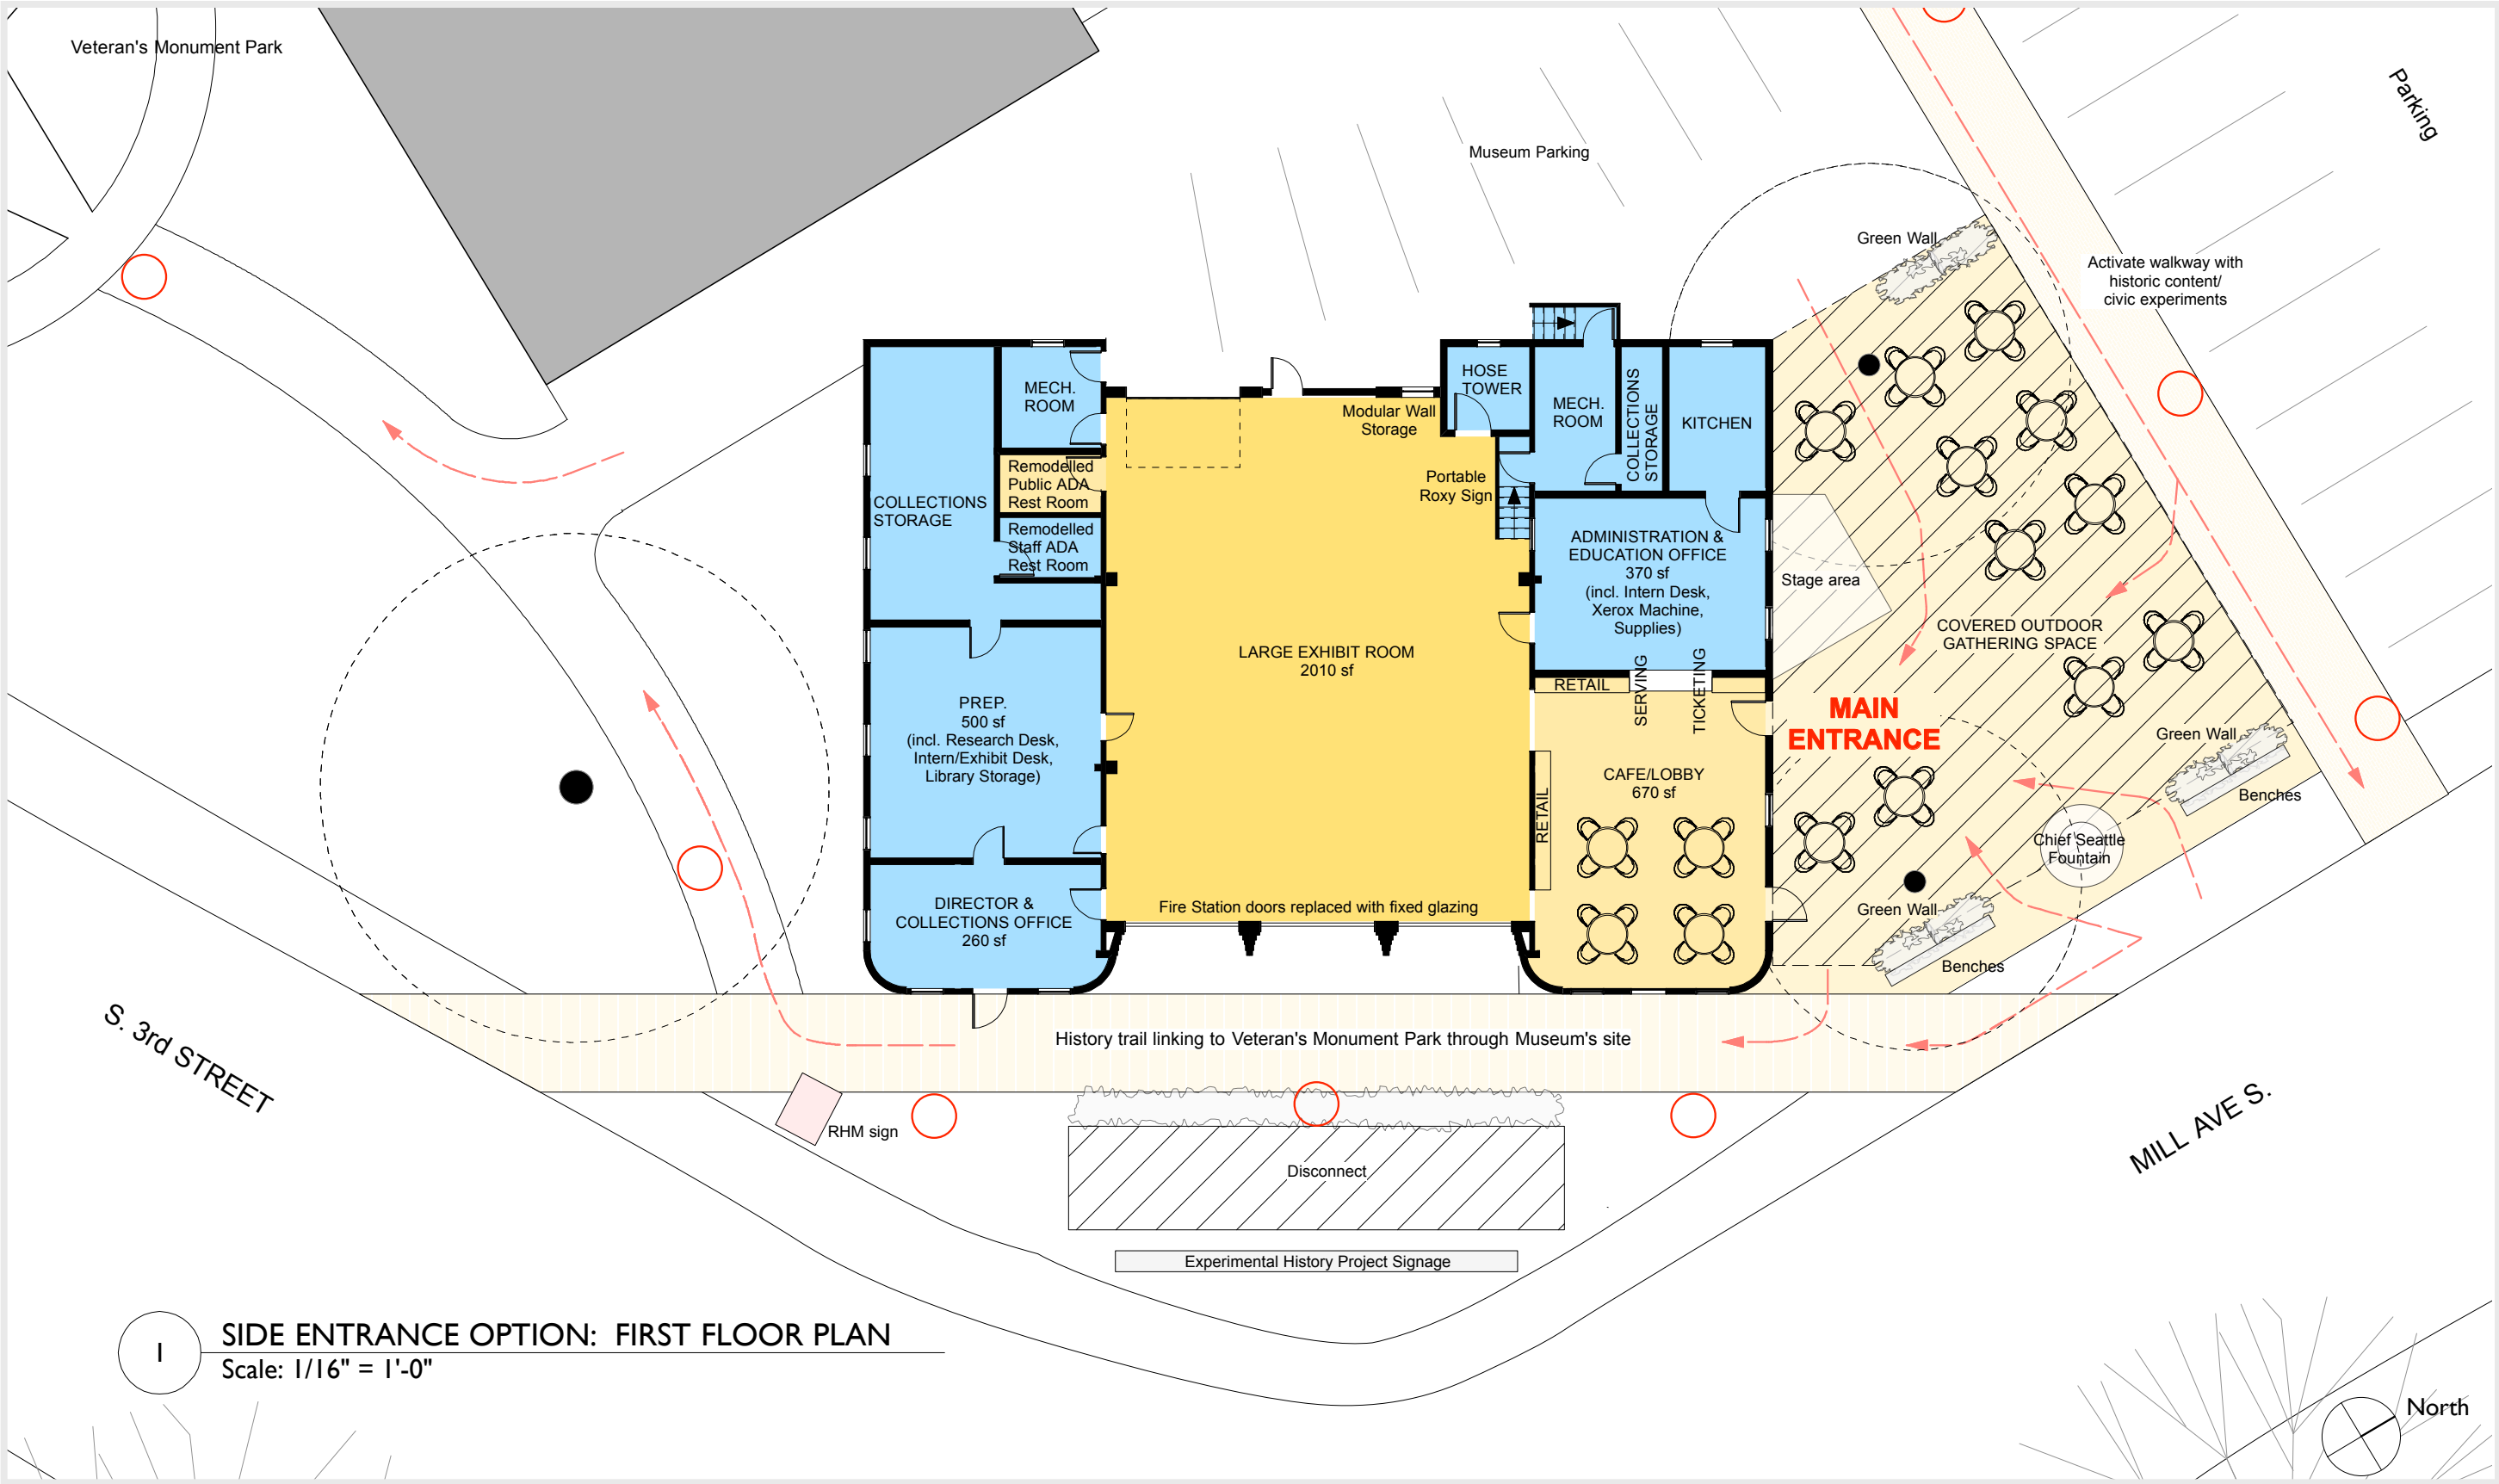 Veteran's Monument Park
Parking
Museum Parking
Green Wall
Activate walkway with
historic content/
civic experiments
HOSE
TOWER
MECH.
ROOM
MECH.
ROOM
COLLECTIONS
STORAGE
KITCHEN
Modular Wall
Storage
Remodelled
Public ADA
Rest Room
Portable
Roxy Sign
COLLECTIONS
STORAGE
Remodelled
Staff ADA
Rest Room
ADMINISTRATION &
EDUCATION OFFICE
370 sf
(incl. Intern Desk,
Xerox Machine,
Supplies)
Stage area
COVERED OUTDOOR
GATHERING SPACE
LARGE EXHIBIT ROOM
2010 sf
RETAIL
SERVING
TICKETING
MAIN
ENTRANCE
PREP.
500 sf
(incl. Research Desk,
Intern/Exhibit Desk,
Library Storage)
Green Wall
Benches
CAFE/LOBBY
670 sf
RETAIL
Chief Seattle
Fountain
DIRECTOR &
COLLECTIONS OFFICE
260 sf
Fire Station doors replaced with fixed glazing
Green Wall
Benches
S. 3rd STREET
History trail linking to Veteran's Monument Park through Museum's site
MILL AVE S.
RHM sign
Disconnect
Experimental History Project Signage
1
SIDE ENTRANCE OPTION:  FIRST FLOOR PLAN
Scale: 1/16" = 1'-0"
North